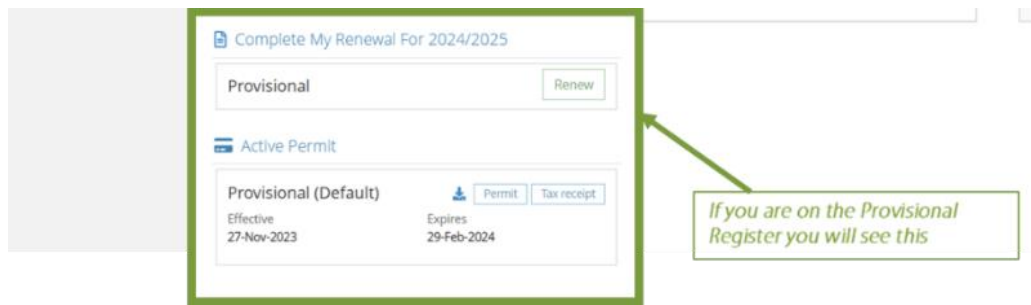 Complete My Renewal For 2024/2025
Provisional
Renew
Active Permit
Provisional (Default)
Permit
Tax receipt
Effective
Expires
27-Nov-2023
29-Feb-2024
If you are on the Provisional
Register you will see this